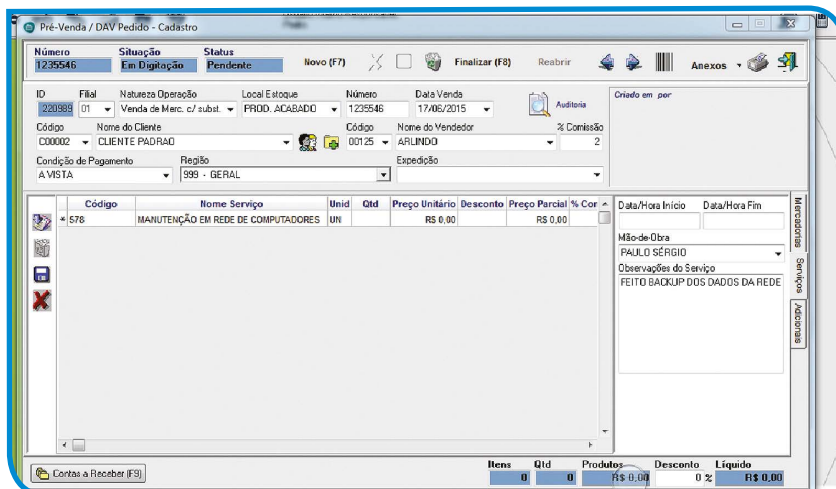 Pré-Venda / DAV Pedido - Cadastro
Número Situação Status
1235546 Em Digitação Pendente Novo (F7) Finalizar (F8) Reabrir Anexos
ID Filial Natureza Operação Local Estoque Número Data Venda
220989 01 Venda de Merc. c/ subst. PROD. ACABADO 1235546 17/06/2015 Auditoria Criado em por
Código Nome do Cliente Código Nome do Vendedor % Comissão
C00002 CLIENTE PADRAO 00125 ARLINDO 2
Condição de Pagamento Região Expedição
A VISTA 999 - GERAL
Código Nome Serviço Unid Qtd Preço Unitário Desconto Preço Parcial % Cor
* 578 MANUTENÇÃO EM REDE DE COMPUTADORES UN R$ 0,00 R$ 0,00
Data/Hora Início Data/Hora Fim
Mão-de-Obra
PAULO SÉRGIO
Observações do Serviço
FEITO BACKUP DOS DADOS DA REDE
Mercadorias
Serviços
Adicionais
Contas a Receber (F9)
Itens Qtd Produtos Desconto Líquido
0 0 R$ 0,00 0 % R$ 0,00